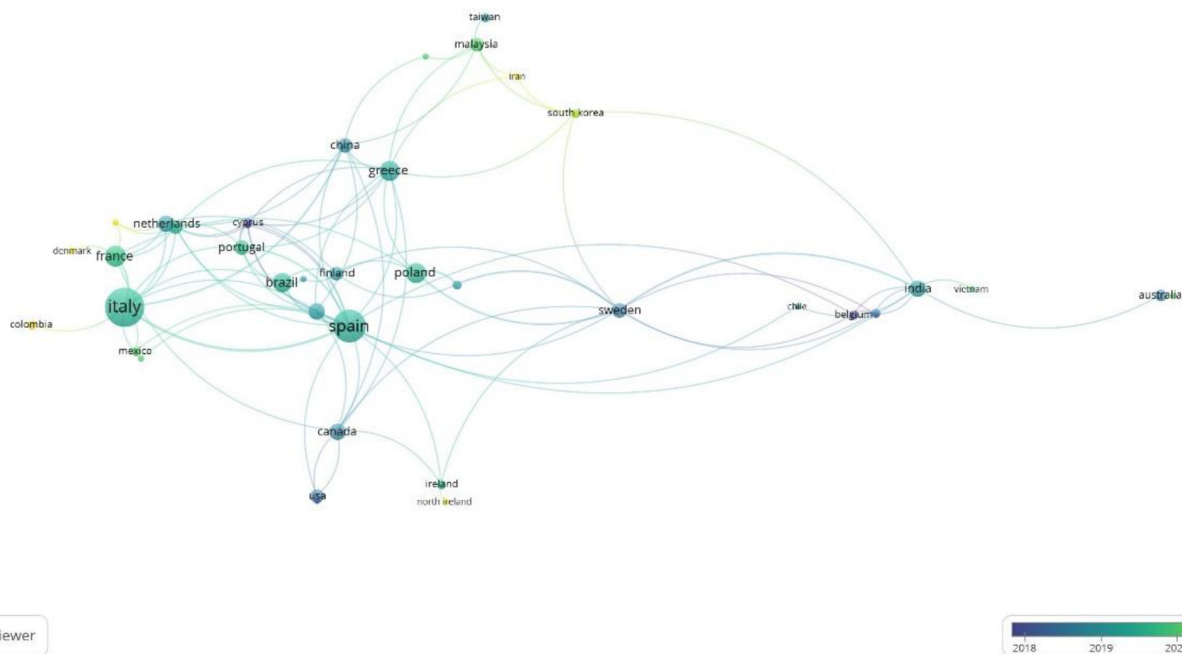 taiwan
malaysia
iran
south korea
china
greece
netherlands
cyprus
denmark
france
portugal
finland
poland
brazil
india
vietnam
australia
italy
chile
sweden
belgium
colombia
spain
mexico
canada
ireland
usa
north ireland
iewer
2018
2019
202